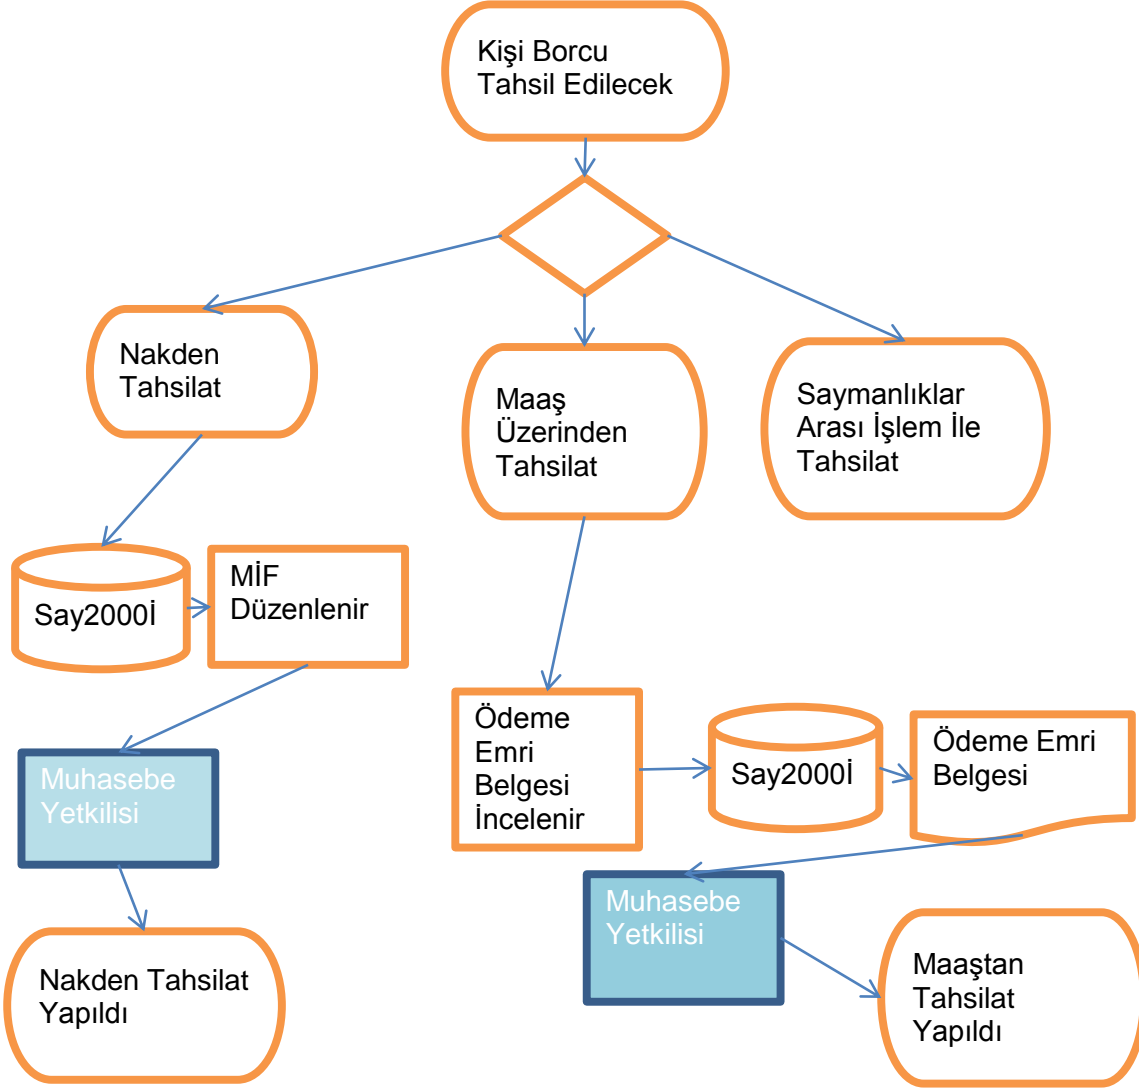 Kişi Borcu
Tahsil Edilecek
Nakden
Tahsilat
Maaş
Üzerinden
Tahsilat
Saymanlıklar
Arası İşlem İle
Tahsilat
Say2000İ
MİF
Düzenlenir
Ödeme
Emri
Belgesi
İncelenir
Say2000İ
Ödeme Emri
Belgesi
Muhasebe
Yetkilisi
Muhasebe
Yetkilisi
Nakden Tahsilat
Yapıldı
Maaştan
Tahsilat
Yapıldı